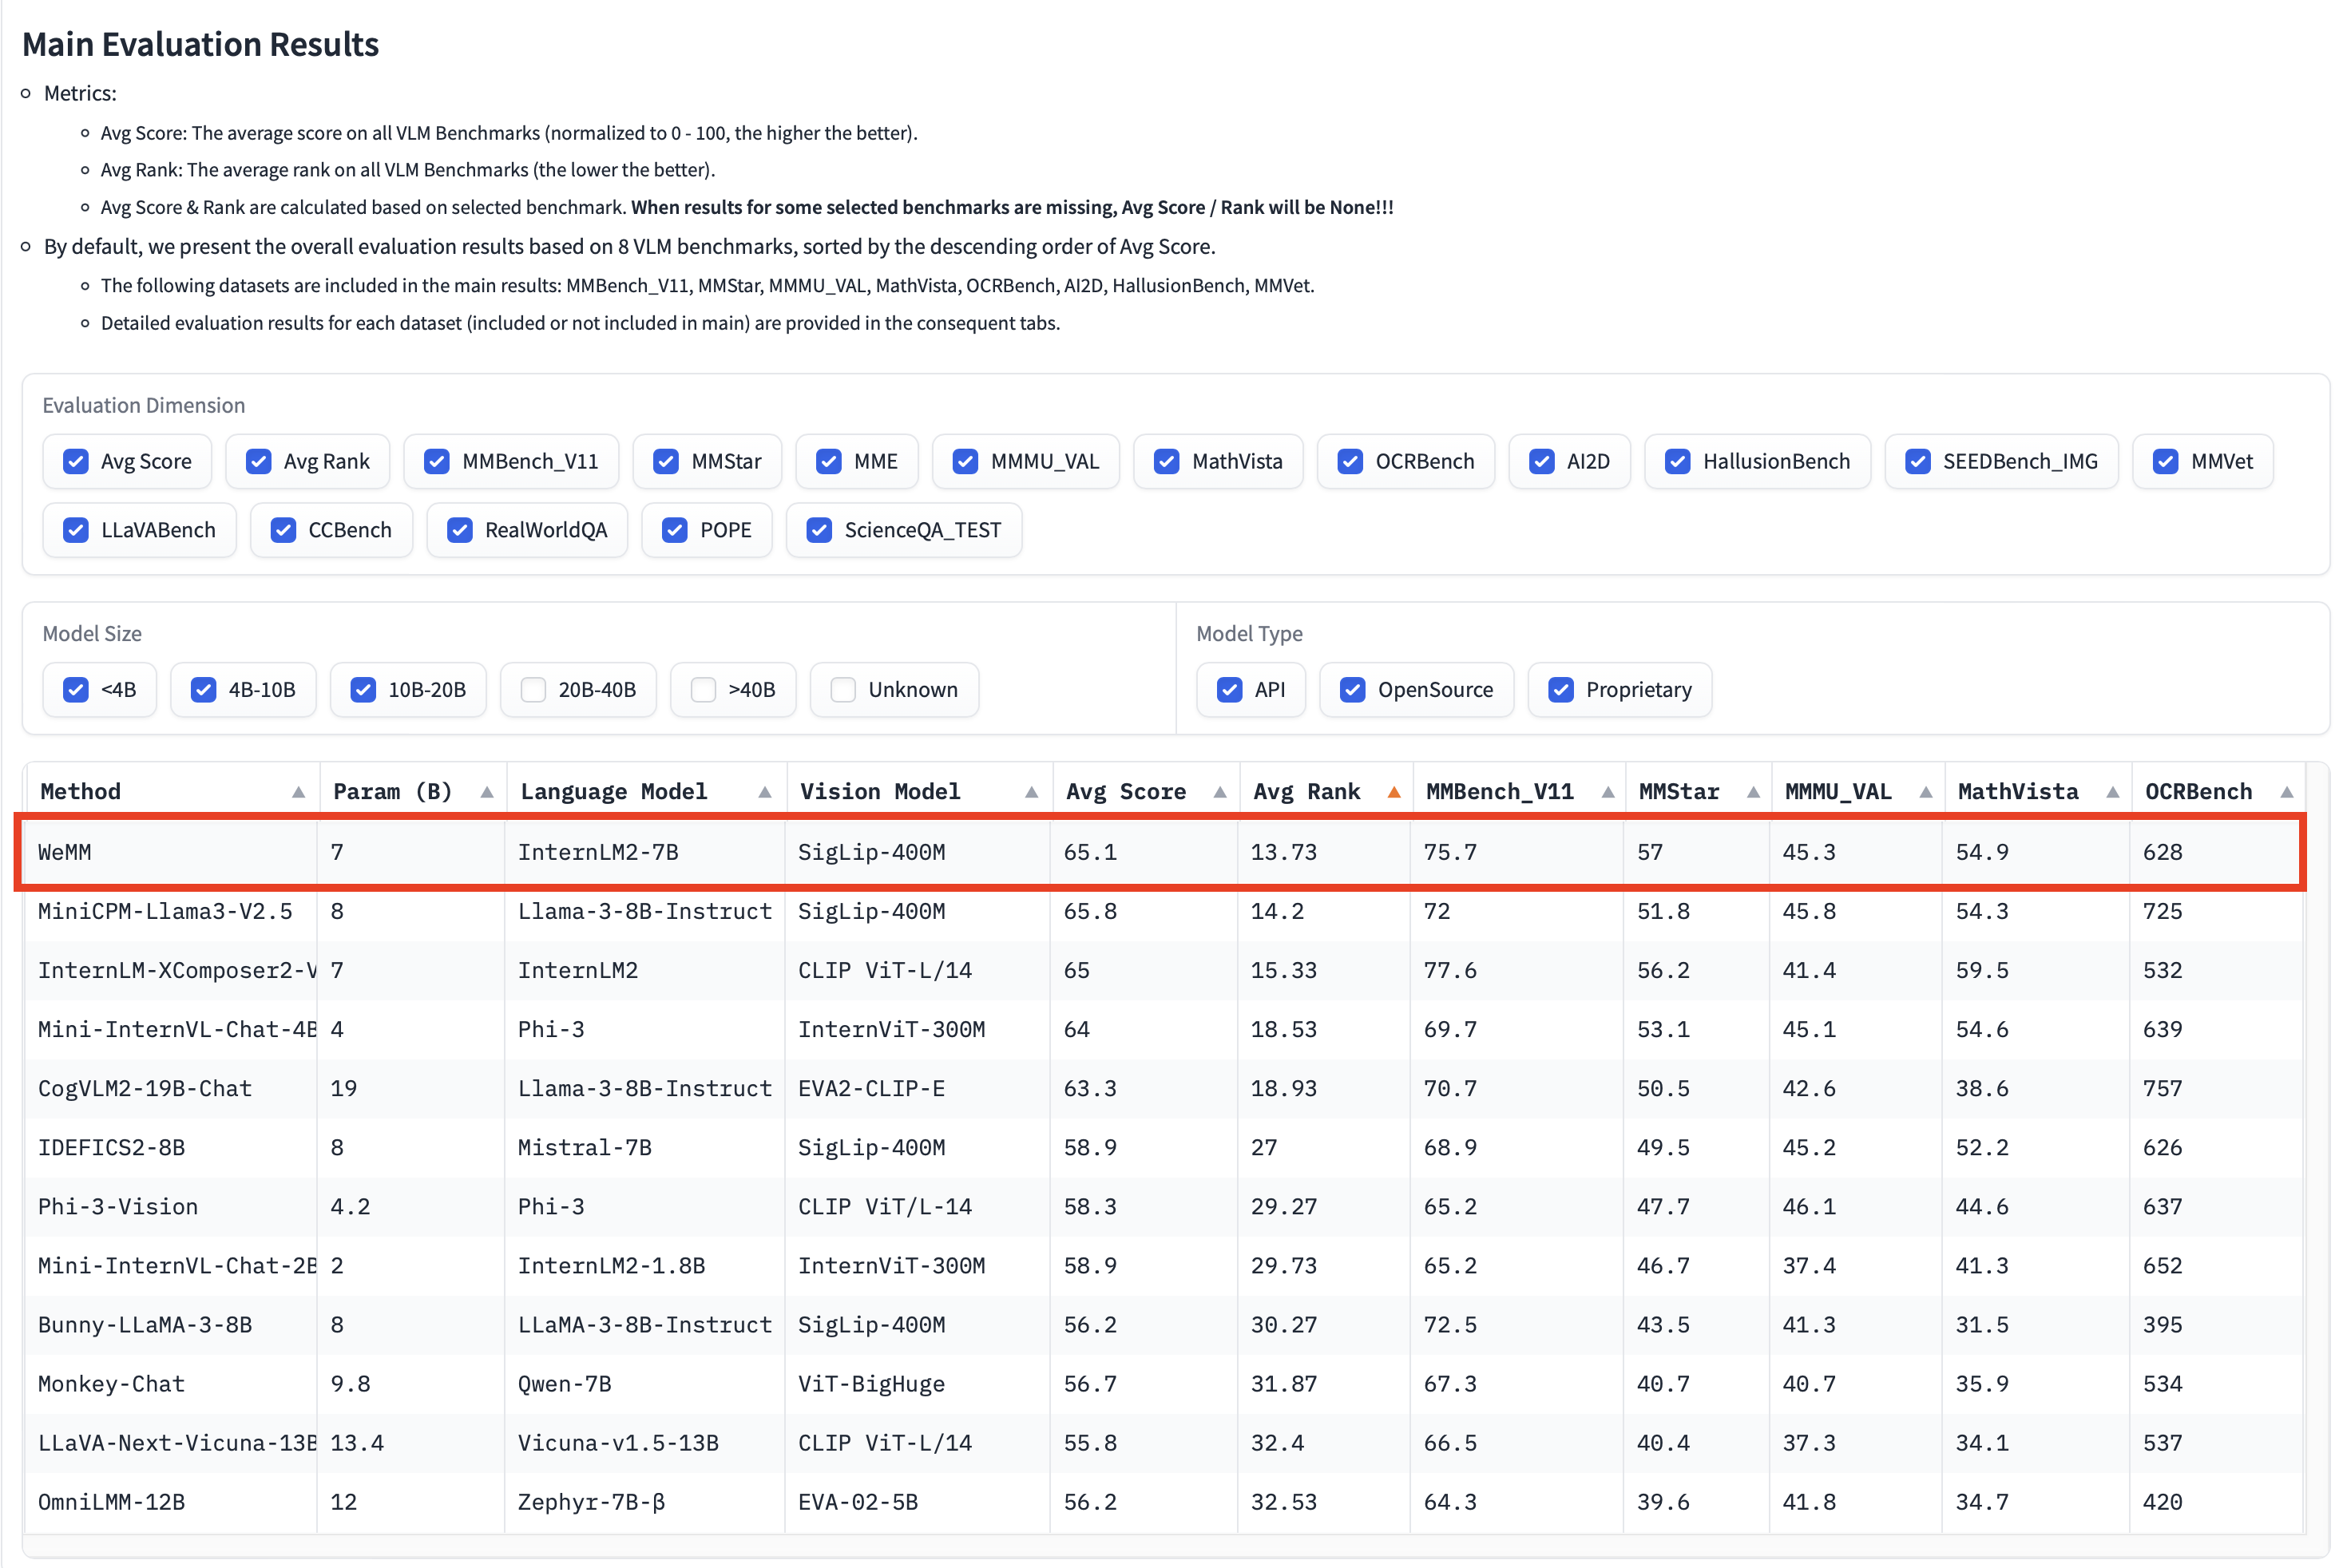 Main Evaluation Results
Metrics:
Avg Score: The average score on all VLM Benchmarks (normalized to 0 - 100, the higher the better).
Avg Rank: The average rank on all VLM Benchmarks (the lower the better).
Avg Score & Rank are calculated based on selected benchmark. When results for some selected benchmarks are missing, Avg Score / Rank will be None!!!
By default, we present the overall evaluation results based on 8 VLM benchmarks, sorted by the descending order of Avg Score.
The following datasets are included in the main results: MMBench_V11, MMStar, MMMU_VAL, MathVista, OCRBench, AI2D, HallusionBench, MMVet.
Detailed evaluation results for each dataset (included or not included in main) are provided in the consequent tabs.
Evaluation Dimension
Avg Score Avg Rank MMBench_V11 MMStar MME MMMU_VAL MathVista OCRBench AI2D HallusionBench SEEDBench_IMG MMVet
LLaVABench CCBench RealWorldQA POPE ScienceQA_TEST
Model Size
<4B 4B-10B 10B-20B 20B-40B >40B Unknown
Model Type
API OpenSource Proprietary
Method Param (B) Language Model Vision Model Avg Score Avg Rank MMBench_V11 MMStar MMMU_VAL MathVista OCRBench
WeMM 7 InternLM2-7B SigLip-400M 65.1 13.73 75.7 57 45.3 54.9 628
MiniCPM-Llama3-V2.5 8 Llama-3-8B-Instruct SigLip-400M 65.8 14.2 72 51.8 45.8 54.3 725
InternLM-XComposer2-V 7 InternLM2 CLIP ViT-L/14 65 15.33 77.6 56.2 41.4 59.5 532
Mini-InternVL-Chat-4B 4 Phi-3 InternViT-300M 64 18.53 69.7 53.1 45.1 54.6 639
CogVLM2-19B-Chat 19 Llama-3-8B-Instruct EVA2-CLIP-E 63.3 18.93 70.7 50.5 42.6 38.6 757
IDEFICS2-8B 8 Mistral-7B SigLip-400M 58.9 27 68.9 49.5 45.2 52.2 626
Phi-3-Vision 4.2 Phi-3 CLIP ViT/L-14 58.3 29.27 65.2 47.7 46.1 44.6 637
Mini-InternVL-Chat-2B 2 InternLM2-1.8B InternViT-300M 58.9 29.73 65.2 46.7 37.4 41.3 652
Bunny-LLaMA-3-8B 8 LLaMA-3-8B-Instruct SigLip-400M 56.2 30.27 72.5 43.5 41.3 31.5 395
Monkey-Chat 9.8 Qwen-7B ViT-BigHuge 56.7 31.87 67.3 40.7 40.7 35.9 534
LLaVA-Next-Vicuna-13B 13.4 Vicuna-v1.5-13B CLIP ViT-L/14 55.8 32.4 66.5 40.4 37.3 34.1 537
OmniLMM-12B 12 Zephyr-7B-β EVA-02-5B 56.2 32.53 64.3 39.6 41.8 34.7 420